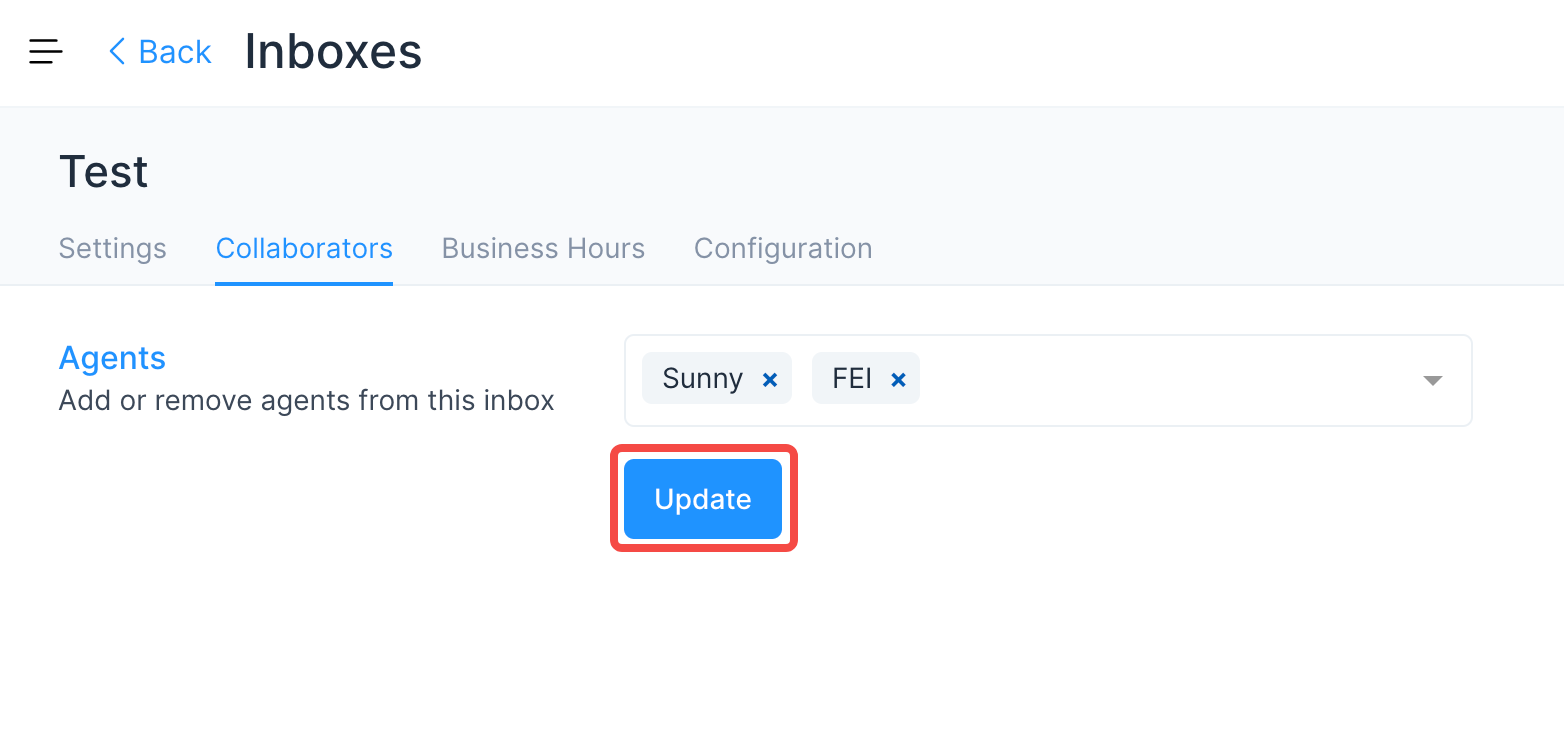 Back Inboxes
Test
Settings Collaborators Business Hours Configuration
Agents
Add or remove agents from this inbox
Sunny × FEI ×
Update